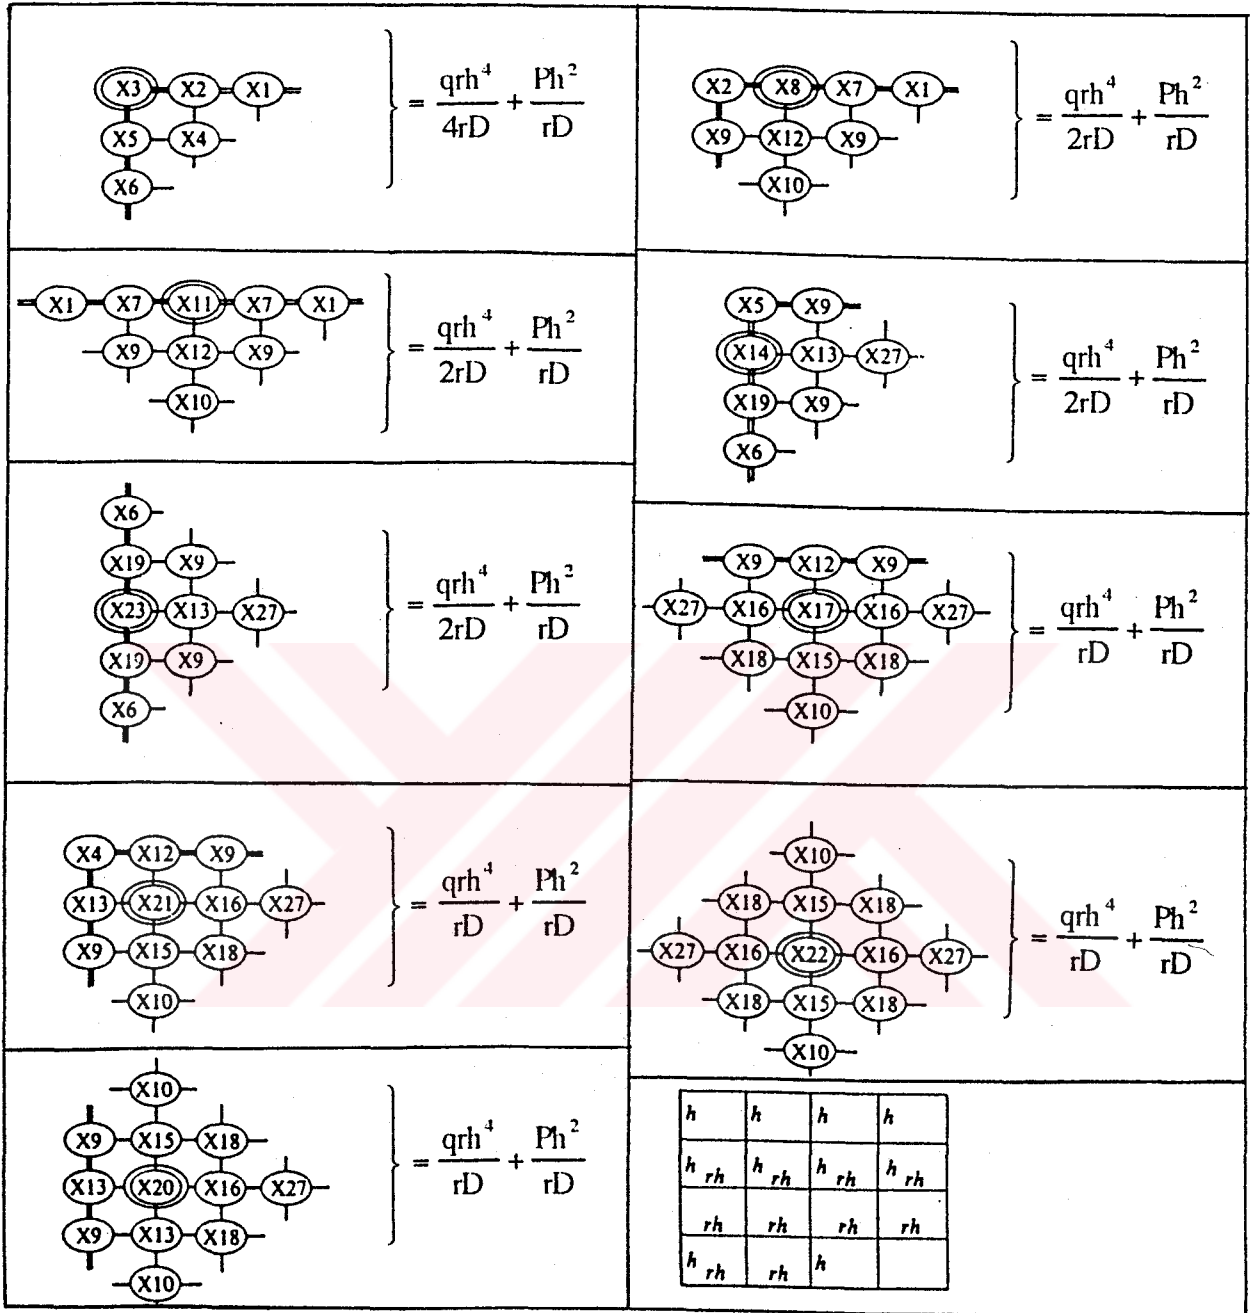 X3 X2 X1
X5 X4
X6
= qrh^4/4rD + Ph^2/rD
X2 X8 X7 X1
X9 X12 X9
X10
= qrh^4/2rD + Ph^2/rD
X1 X7 X11 X7 X1
X9 X12 X9
X10
= qrh^4/2rD + Ph^2/rD
X5 X9
X14 X13 X27
X19 X9
X6
= qrh^4/2rD + Ph^2/rD
X6
X19 X9
X23 X13 X27
X19 X9
X6
= qrh^4/2rD + Ph^2/rD
X9 X12 X9
X27 X16 X17 X16 X27
X18 X15 X18
X10
= qrh^4/rD + Ph^2/rD
X4 X12 X9
X13 X21 X16 X27
X9 X15 X18
X10
= qrh^4/rD + Ph^2/rD
X10
X18 X15 X18
X27 X16 X22 X16 X27
X18 X15 X18
X10
= qrh^4/rD + Ph^2/rD
X10
X9 X15 X18
X13 X20 X16 X27
X9 X13 X18
X10
= qrh^4/rD + Ph^2/rD
h h h h
h rh h rh h rh h rh
rh rh rh rh
h rh rh h